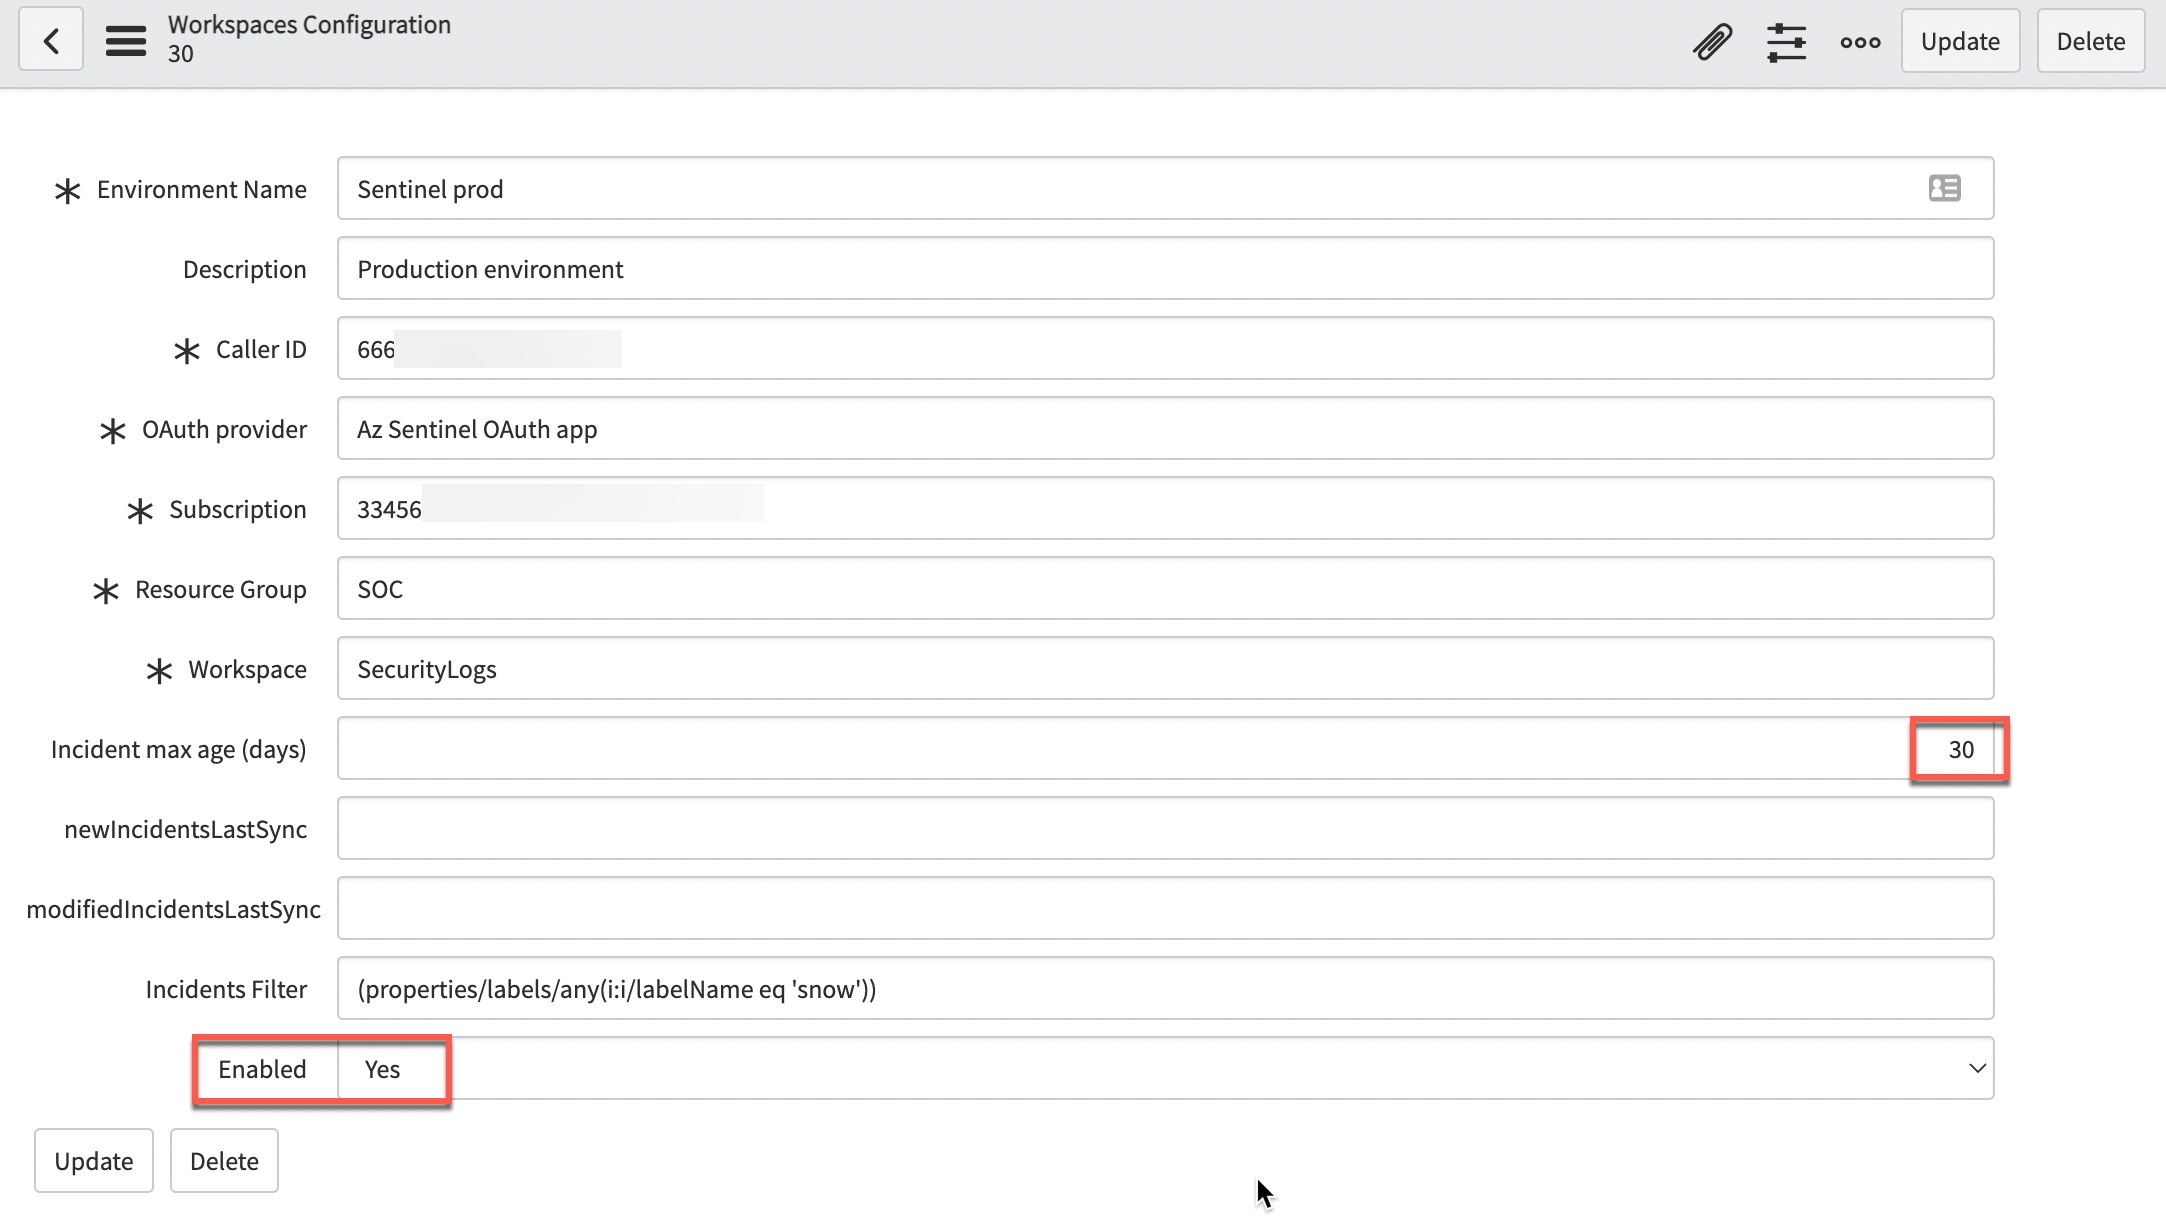 Workspaces Configuration
30
Update
Delete
Environment Name
Sentinel prod
Description
Production environment
Caller ID
666
OAuth provider
Az Sentinel OAuth app
Subscription
33456
Resource Group
SOC
Workspace
SecurityLogs
Incident max age (days)
30
newIncidentsLastSync
modifiedIncidentsLastSync
Incidents Filter
(properties/labels/any(i:i/labelName eq 'snow'))
Enabled
Yes
Update
Delete